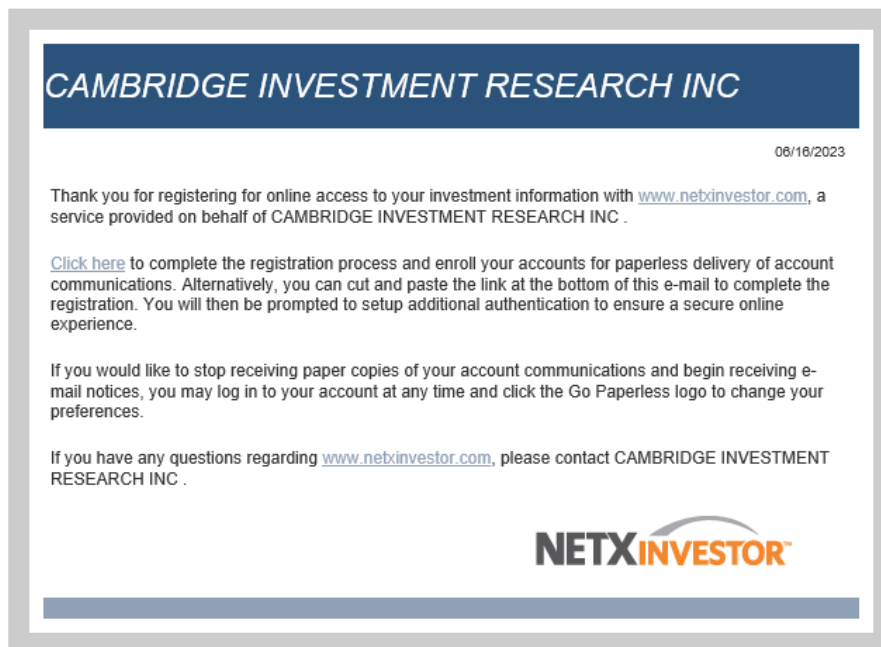 CAMBRIDGE INVESTMENT RESEARCH INC
06/16/2023
Thank you for registering for online access to your investment information with www.netxinvestor.com, a
service provided on behalf of CAMBRIDGE INVESTMENT RESEARCH INC .
Click here to complete the registration process and enroll your accounts for paperless delivery of account
communications. Alternatively, you can cut and paste the link at the bottom of this e-mail to complete the
registration. You will then be prompted to setup additional authentication to ensure a secure online
experience.
If you would like to stop receiving paper copies of your account communications and begin receiving e-
mail notices, you may log in to your account at any time and click the Go Paperless logo to change your
preferences.
If you have any questions regarding www.netxinvestor.com, please contact CAMBRIDGE INVESTMENT
RESEARCH INC .
NETXINVESTOR™